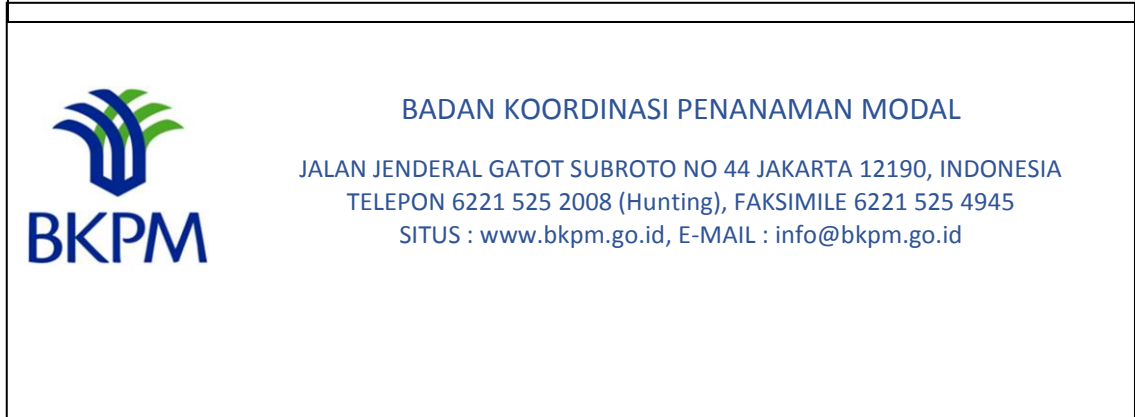 BKPM
BADAN KOORDINASI PENANAMAN MODAL
JALAN JENDERAL GATOT SUBROTO NO 44 JAKARTA 12190, INDONESIA
TELEPON 6221 525 2008 (Hunting), FAKSIMILE 6221 525 4945
SITUS : www.bkpm.go.id, E-MAIL : info@bkpm.go.id